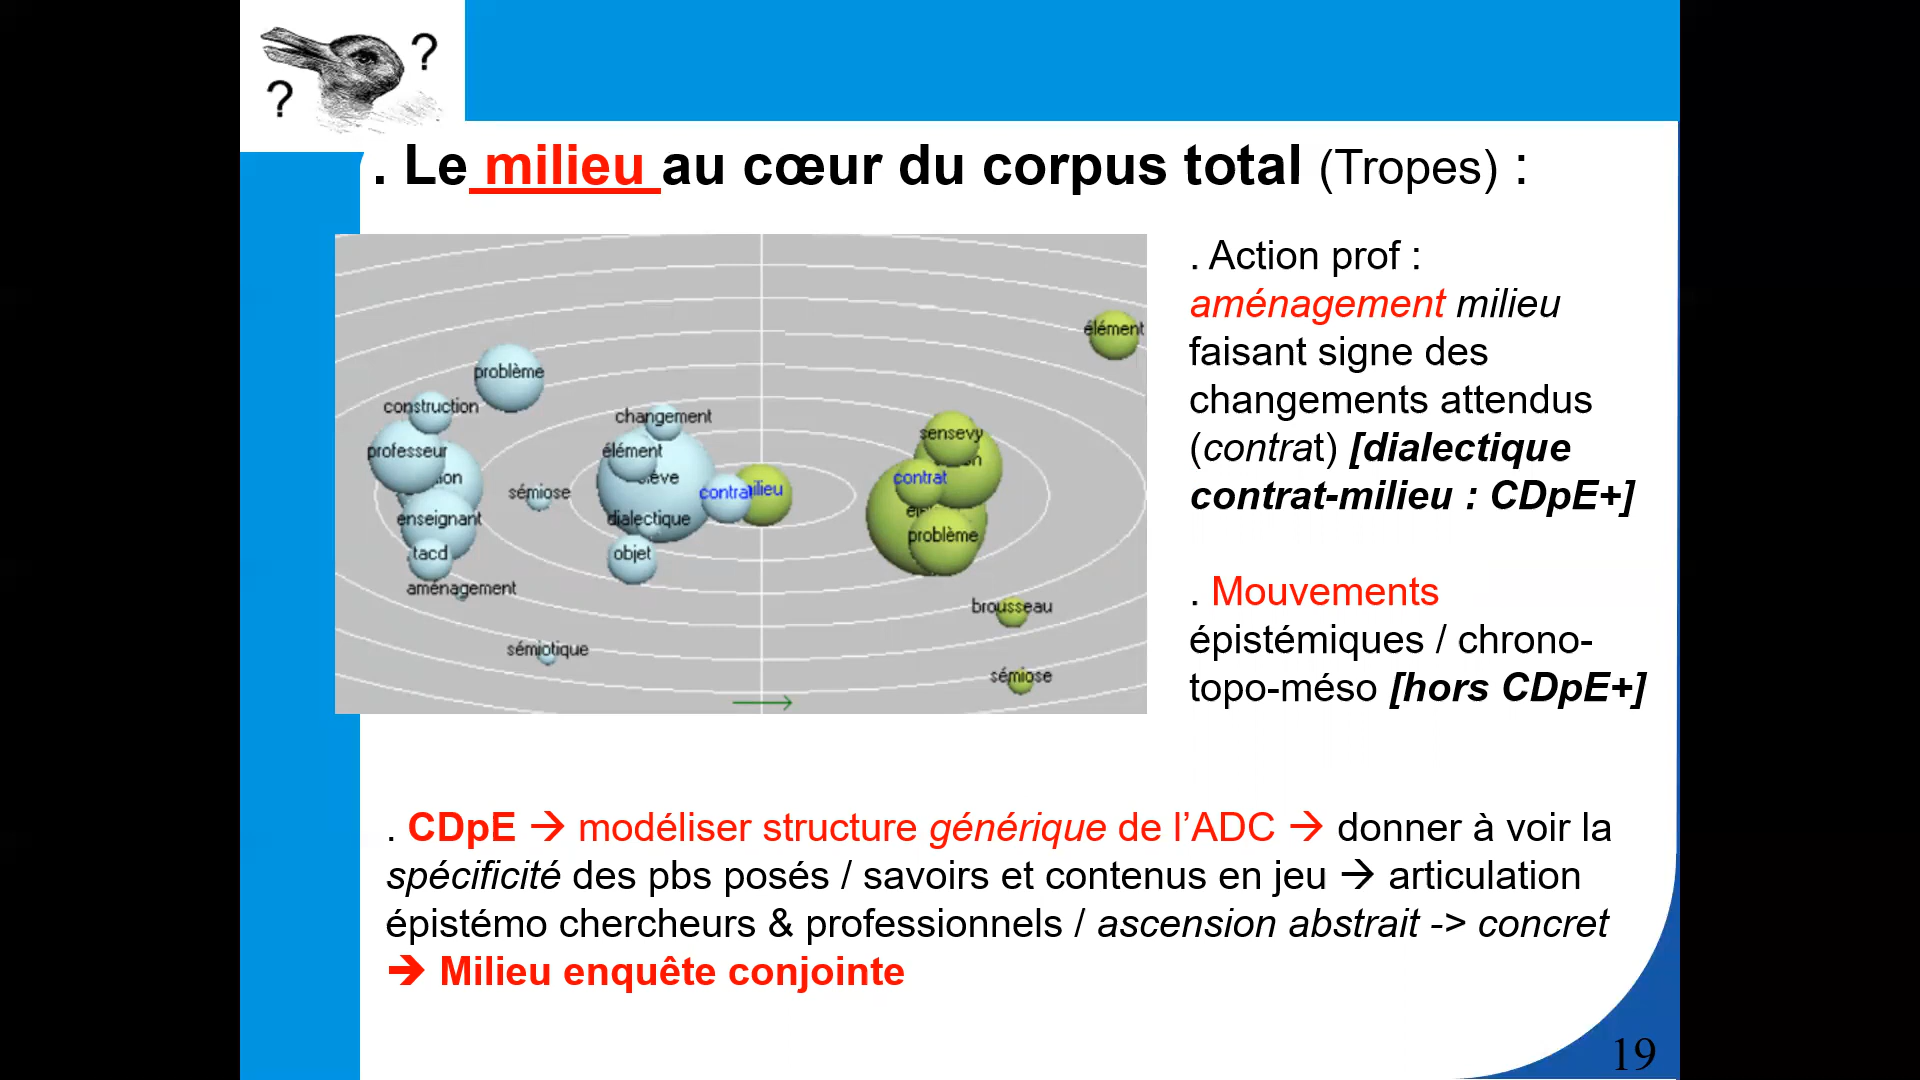 ?
?
. Le milieu au cœur du corpus total (Tropes) :
élément
problème
construction
changement
sensevy
professeur
élément
contrat
sémiose
enseignant
dialectique
problème
tacd
objet
aménagement
brousseau
sémiotique
sémiose
. Action prof :
aménagement milieu
faisant signe des
changements attendus
(contrat) [dialectique
contrat-milieu : CDpE+]
. Mouvements
épistémiques / chrono-
topo-méso [hors CDpE+]
. CDpE → modéliser structure générique de l’ADC → donner à voir la
spécificité des pbs posés / savoirs et contenus en jeu → articulation
épistémo chercheurs & professionnels / ascension abstrait -> concret
→ Milieu enquête conjointe
19